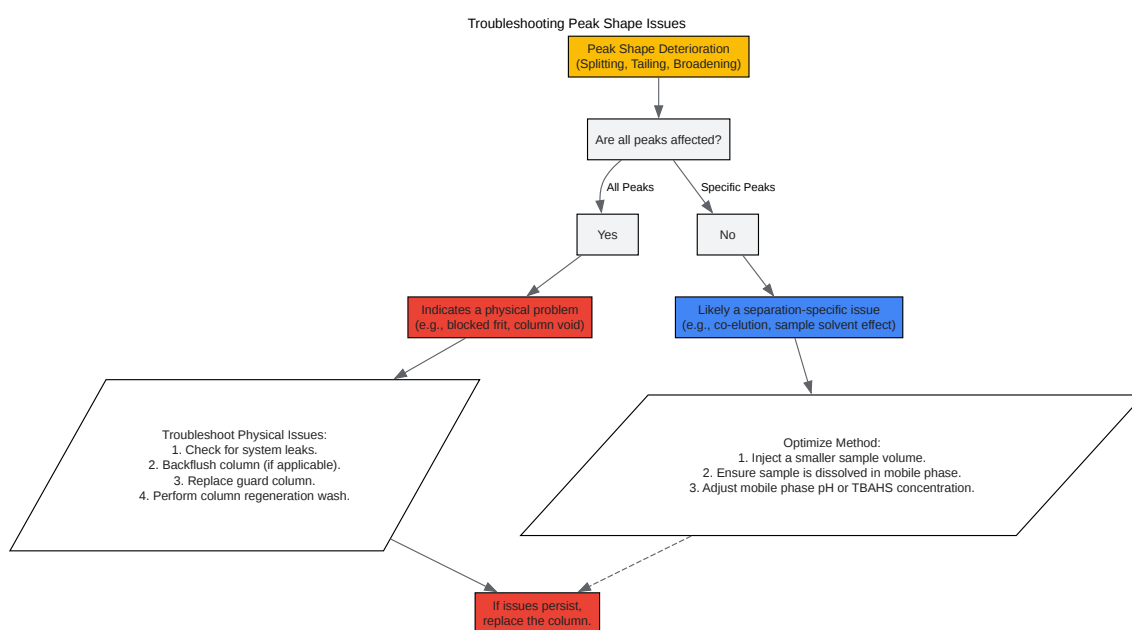 Troubleshooting Peak Shape Issues
Peak Shape Deterioration
(Splitting, Tailing, Broadening)
Are all peaks affected?
All Peaks
Specific Peaks
Yes
No
Indicates a physical problem
(e.g., blocked frit, column void)
Likely a separation-specific issue
(e.g., co-elution, sample solvent effect)
Troubleshoot Physical Issues:
1. Check for system leaks.
2. Backflush column (if applicable).
3. Replace guard column.
4. Perform column regeneration wash.
Optimize Method:
1. Inject a smaller sample volume.
2. Ensure sample is dissolved in mobile phase.
3. Adjust mobile phase pH or TBAHS concentration.
If issues persist,
replace the column.